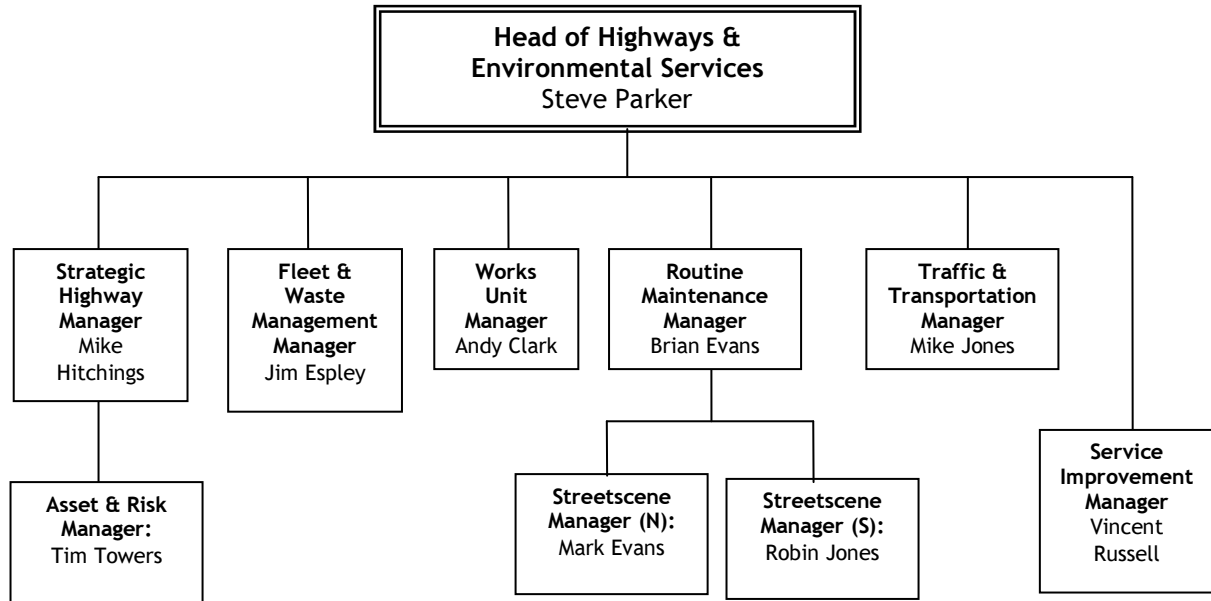 Head of Highways &
Environmental Services
Steve Parker
Strategic
Highway
Manager
Mike
Hitchings
Fleet &
Waste
Management
Manager
Jim Espley
Works
Unit
Manager
Andy Clark
Routine
Maintenance
Manager
Brian Evans
Traffic &
Transportation
Manager
Mike Jones
Asset & Risk
Manager:
Tim Towers
Streetscene
Manager (N):
Mark Evans
Streetscene
Manager (S):
Robin Jones
Service
Improvement
Manager
Vincent
Russell